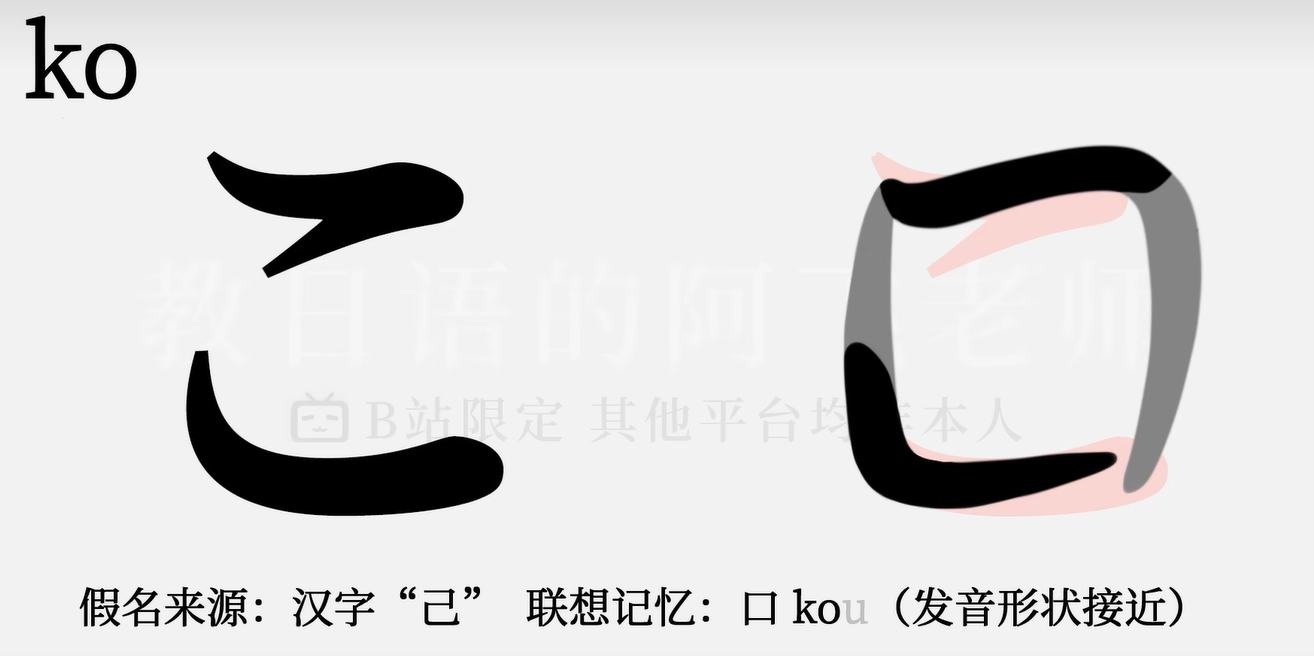 ko
こ 口
教日语的阿 老师
B站限定 其他平台均非本人
假名来源：汉字“己” 联想记忆：口 kou（发音形状接近）